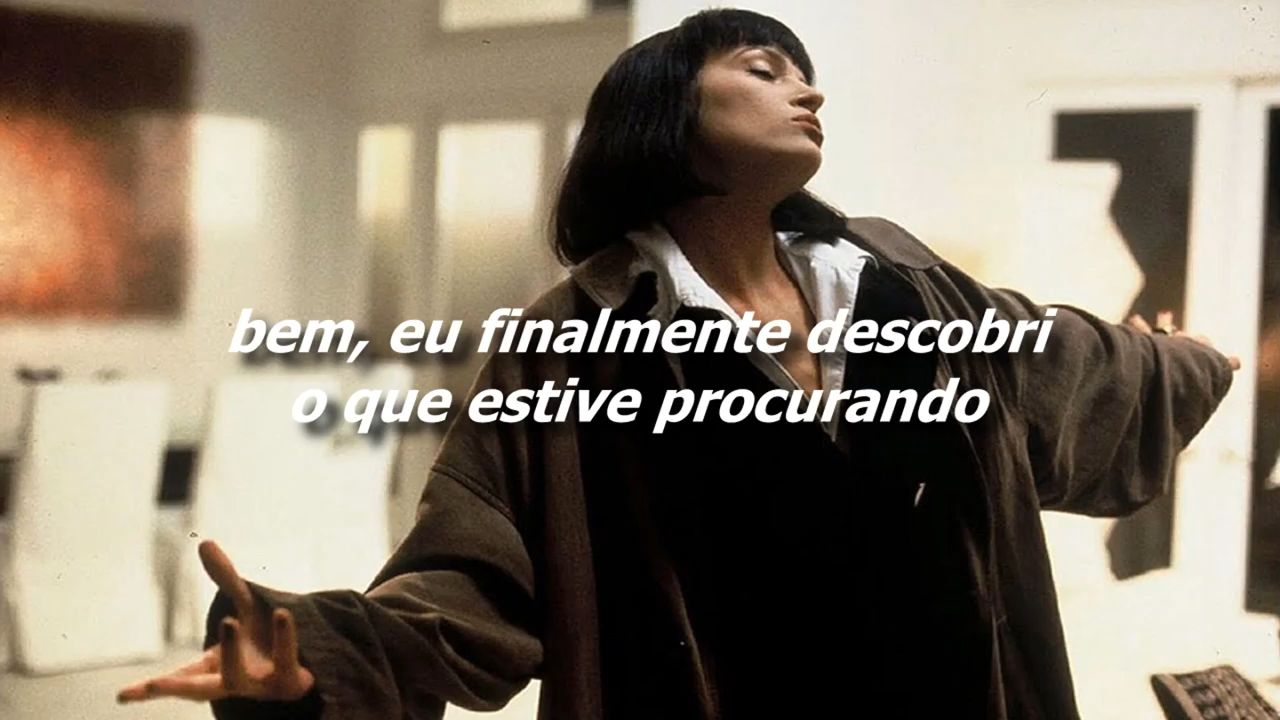 bem, eu finalmente descobri
o que estive procurando